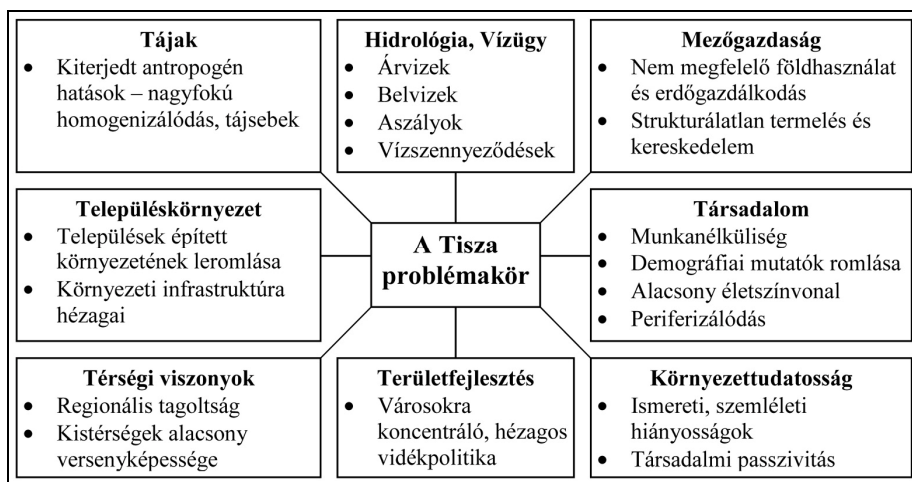 Tájak
• Kiterjedt antropogén
hatások – nagyfokú
homogenizálódás, tájsebek
Hidrológia, Vízügy
• Árvizek
• Belvizek
• Aszályok
• Vízszennyeződések
Mezőgazdaság
• Nem megfelelő földhasználat
és erdőgazdálkodás
• Strukturálatlan termelés és
kereskedelem
Településkörnyezet
• Települések épített
környezetének leromlása
• Környezeti infrastruktúra
hézagai
A Tisza
problémakör
Társadalom
• Munkanélküliség
• Demográfiai mutatók romlása
• Alacsony életszínvonal
• Periferizálódás
Térségi viszonyok
• Regionális tagoltság
• Kistérségek alacsony
versenyképessége
Területfejlesztés
• Városokra
koncentráló, hézagos
vidékpolitika
Környezettudatosság
• Ismereti, szemléleti
hiányosságok
• Társadalmi passzivitás